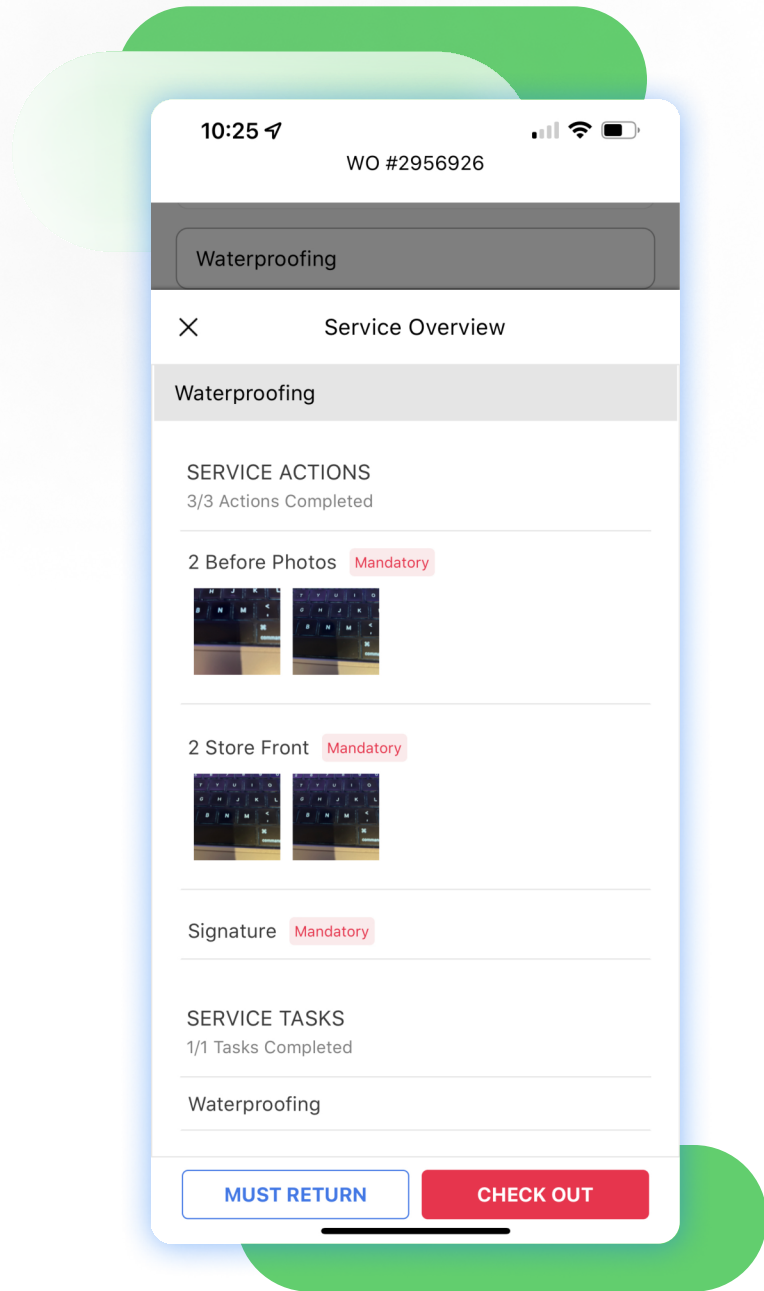 10:25
WO #2956926
Waterproofing
Service Overview
Waterproofing
SERVICE ACTIONS
3/3 Actions Completed
2 Before Photos Mandatory
H J K L
B N M <
⌘
T Y U I O
G H J K
B N M <
⌘
2 Store Front Mandatory
T Y U I O
G H J K L
B N M <
⌘
T Y U I O
G H J K L
B N M <
⌘
Signature Mandatory
SERVICE TASKS
1/1 Tasks Completed
Waterproofing
MUST RETURN CHECK OUT